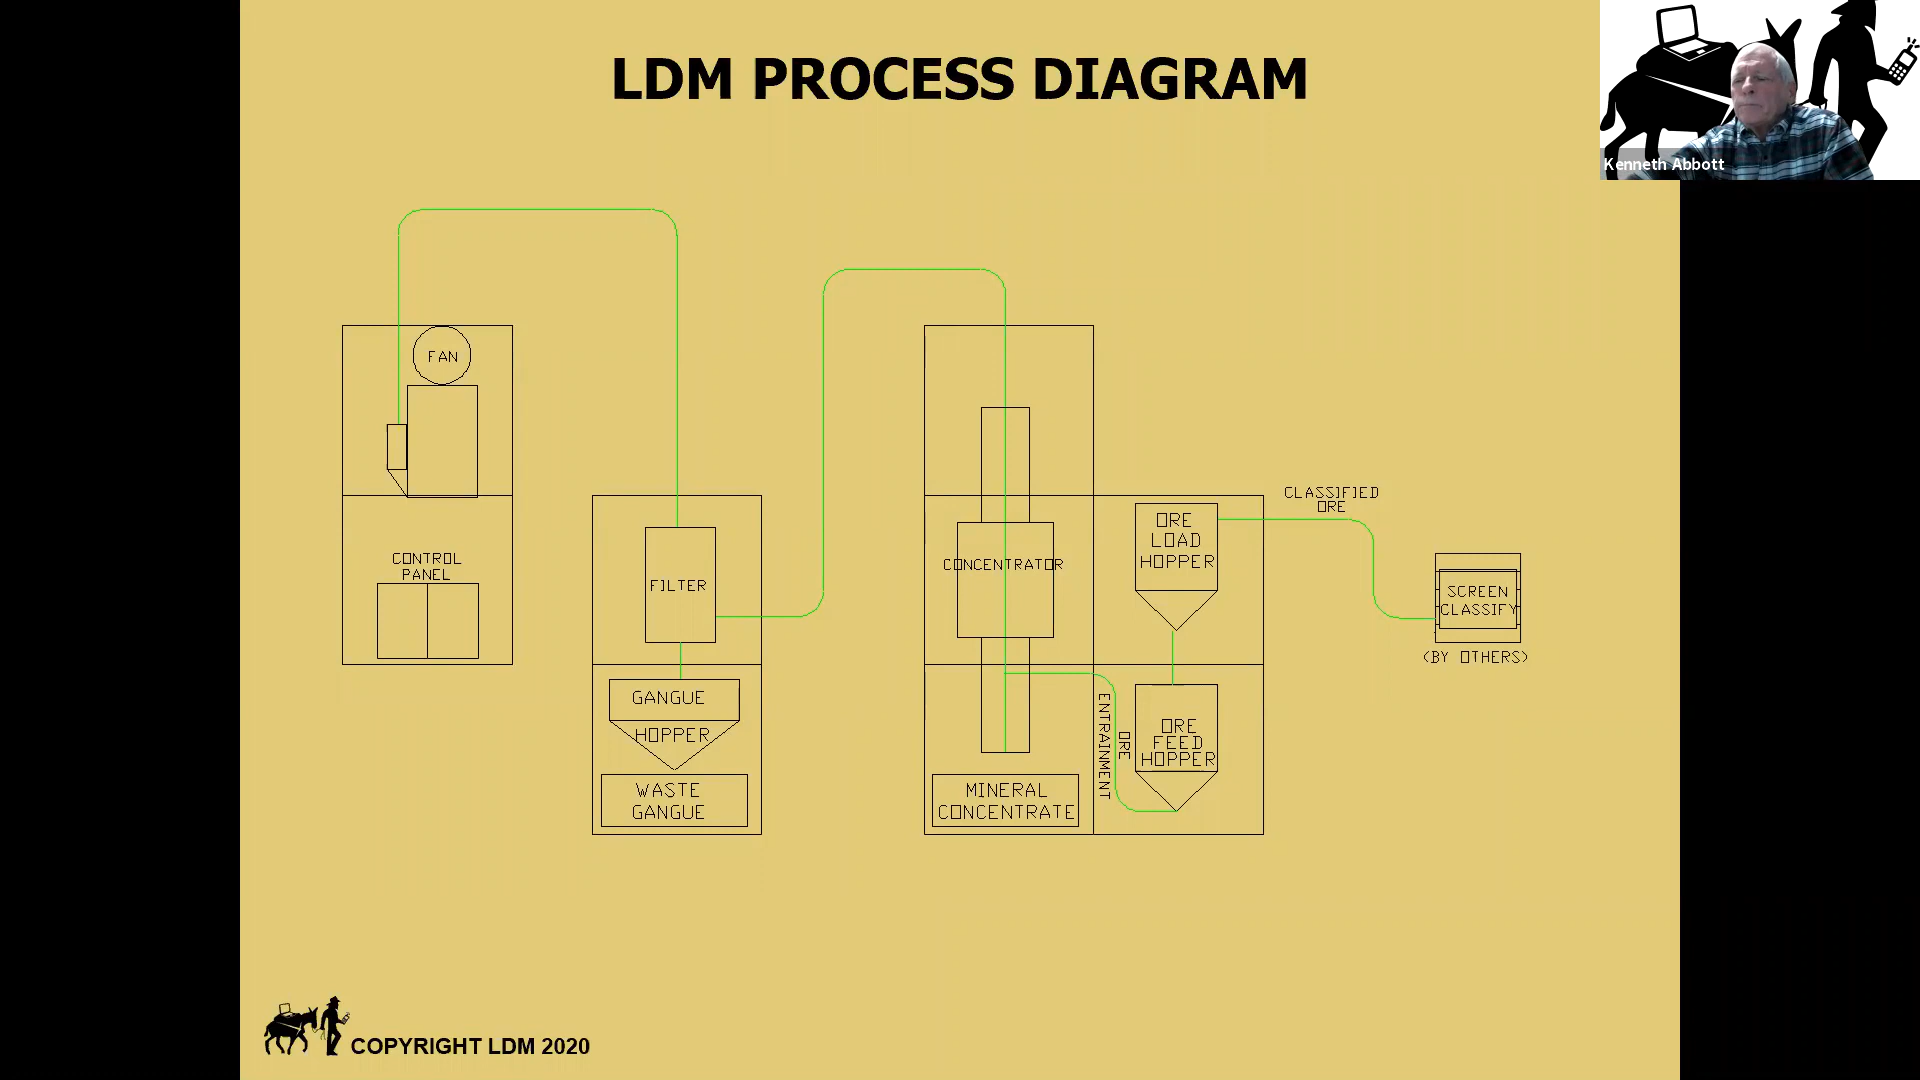 LDM PROCESS DIAGRAM
Kenneth Abbott
FAN
CONTROL
PANEL
FILTER
GANGUE
HOPPER
WASTE
GANGUE
CONCENTRATOR
MINERAL
CONCENTRATE
ORE
LOAD
HOPPER
ORE
ENTRAINMENT
ORE
FEED
HOPPER
CLASSIFIED
ORE
SCREEN
CLASSIFY
(BY OTHERS)
COPYRIGHT LDM 2020